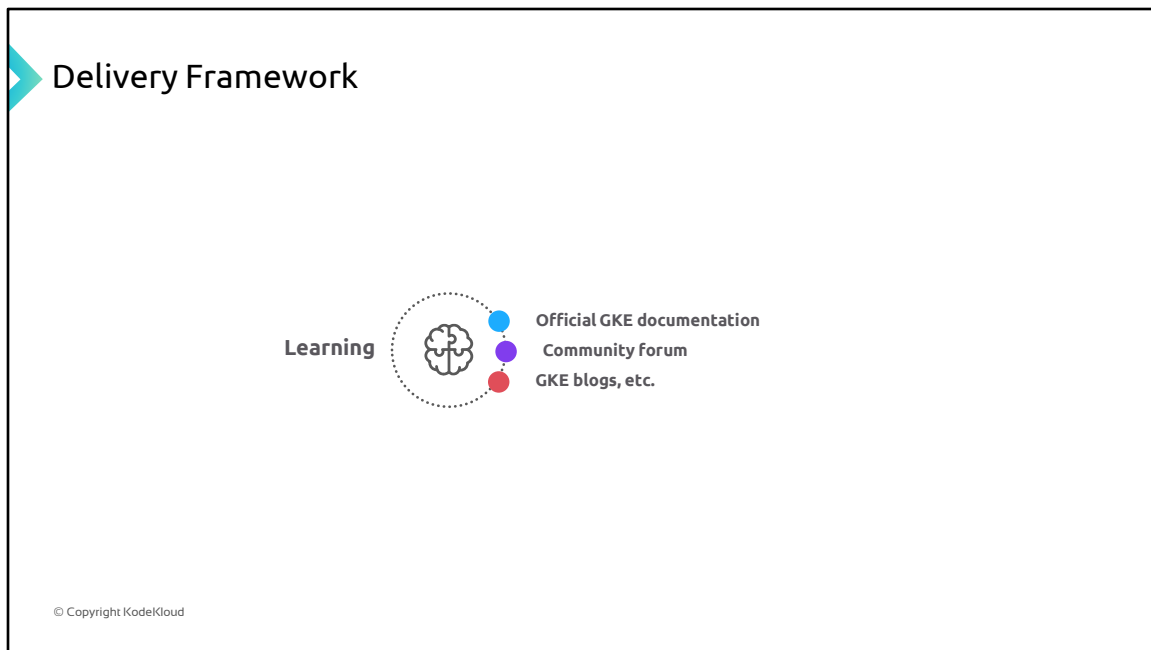 Delivery Framework
Learning
Official GKE documentation
Community forum
GKE blogs, etc.
© Copyright KodeKloud